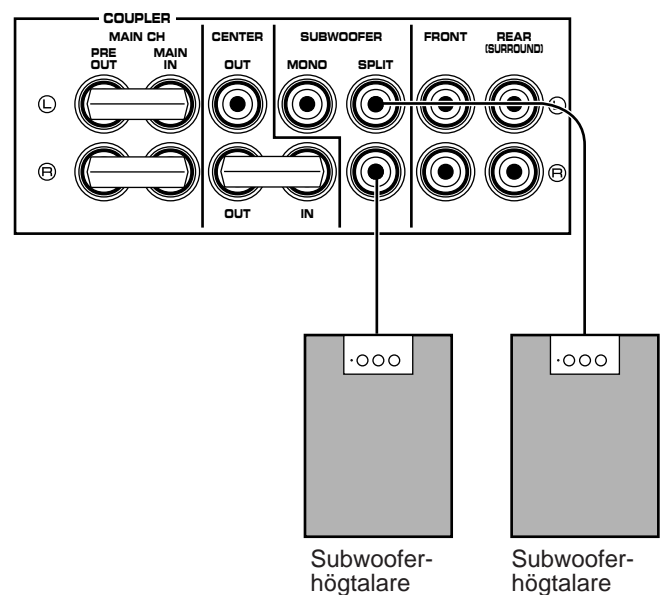 COUPLER
MAIN CH
PRE OUT
MAIN IN
CENTER
OUT
SUBWOOFER
MONO
SPLIT
FRONT
REAR
(SURROUND)
L
L
R
R
OUT
IN
Subwoofer-
högtalare
Subwoofer-
högtalare